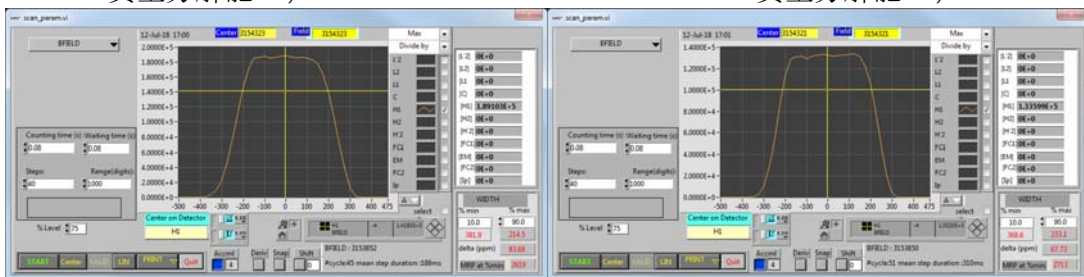 scan_param.vi
BFIELD
12-Jul-18 17:00
Center
3154323
Field
3154323
Max
Divide by
2.0000E+5
1.8000E+5
1.6000E+5
1.4000E+5
1.2000E+5
1.0000E+5
8.0000E+4
6.0000E+4
4.0000E+4
2.0000E+4
0.0000E+0
-500 -400 -300 -200 -100 0 100 200 300 400 475
L'2
L2
L1
C
H1
H2
H'2
FC1
EM
FC2
Ip
[L'2] 0E+0
[L2] 0E+0
[L1 0E+0
[C] 0E+0
[H1] 1.89103E+5
[H2] 0E+0
[H'2] 0E+0
[FC1] 0E+0
[EM] 0E+0
[FC2] 0E+0
[Ip] 0E+0
Counting time (s)
Waiting time (s)
0.08
0.08
Steps:
Range(digits):
40
1000
% Level
75
Center on Detector
H1
select
WIDTH
% min
% max
10.0
90.0
381.9
214.5
delta (ppm)
83.68
MRP at %min
2619
BFIELD : 3153852
#cycle:45 mean step duration :188ms
START
Center
VALID
LIN
PRINT
Quit
Accmd
4
Deriv
Snap
Shift
0
scan_param.vi
BFIELD
12-Jul-18 17:01
Center
3154321
Field
3154321
Max
Divide by
1.4000E+5
1.2000E+5
1.0000E+5
8.0000E+4
6.0000E+4
4.0000E+4
2.0000E+4
0.0000E+0
-500 -400 -300 -200 -100 0 100 200 300 400 475
L'2
L2
L1
C
H1
H2
H'2
FC1
EM
FC2
Ip
[L'2] 0E+0
[L2] 0E+0
[L1 0E+0
[C] 0E+0
[H1] 1.33599E+5
[H2] 0E+0
[H'2] 0E+0
[FC1] 0E+0
[EM] 0E+0
[FC2] 0E+0
[Ip] 0E+0
Counting time (s)
Waiting time (s)
0.08
0.08
Steps:
Range(digits):
40
1000
% Level
75
Center on Detector
H1
select
WIDTH
% min
% max
10.0
90.0
368.6
233.1
delta (ppm)
67.73
MRP at %min
2713
BFIELD : 3153850
#cycle:51 mean step duration :310ms
START
Center
VALID
LIN
PRINT
Quit
Accmd
4
Deriv
Snap
Shift
0